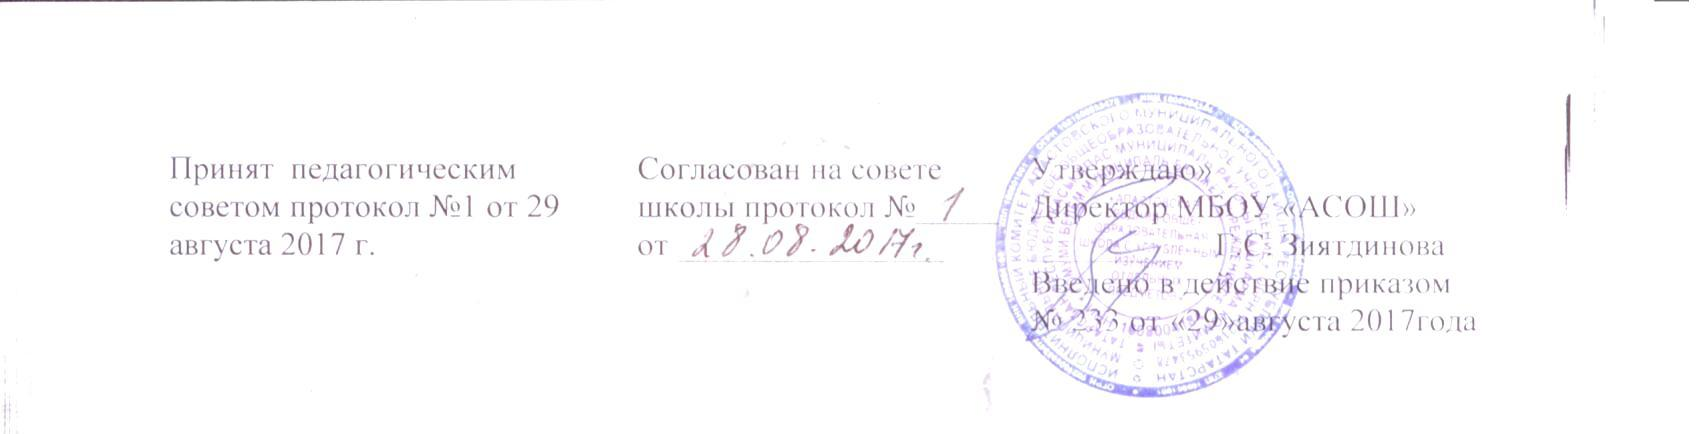 Принят педагогическим
советом протокол №1 от 29
августа 2017 г.
Согласован на совете
школы протокол № 1
от 28.08.2017г.
Утверждаю»
Директор МБОУ «АСОШ»
Г.С. Зиятдинова
Введено в действие приказом
№ 233 от «29»августа 2017года